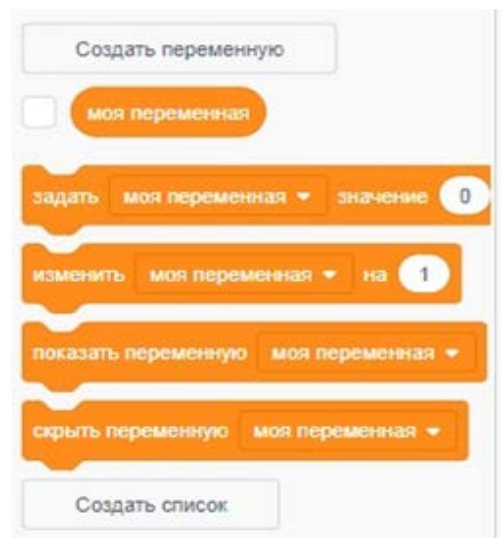 Создать переменную
моя переменная
задать моя переменная значение 0
изменить моя переменная на 1
показать переменную моя переменная
скрыть переменную моя переменная
Создать список